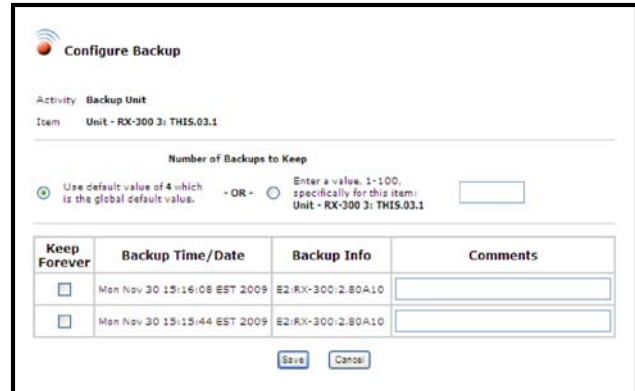 Configure Backup
Activity Backup Unit
Item Unit - RX-300 3: THIS.03.1
Number of Backups to Keep
Use default value of 4 which
is the global default value.
- OR -
Enter a value, 1-100,
specifically for this item:
Unit - RX-300 3: THIS.03.1
Keep Forever Backup Time/Date Backup Info Comments
Mon Nov 30 15:16:08 EST 2009 E2:RX-300:2.80A10
Mon Nov 30 15:15:44 EST 2009 E2:RX-300:2.80A10
Save Cancel